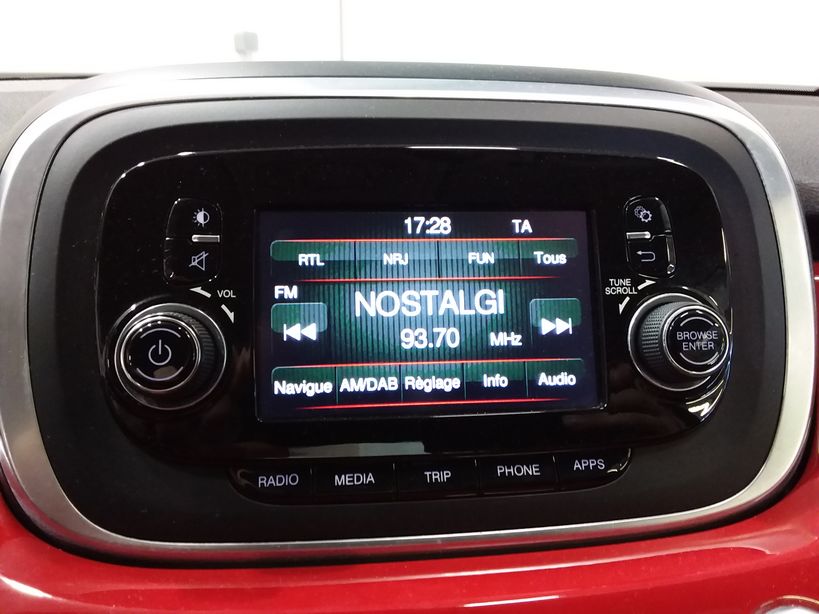 17:28 TA
RTL NRJ FUN Tous
VOL
TUNE
SCROLL
FM
NOSTALGI
93.70 MHz
BROWSE
ENTER
Navigue AM/DAB Réglage Info Audio
RADIO MEDIA TRIP PHONE APPS